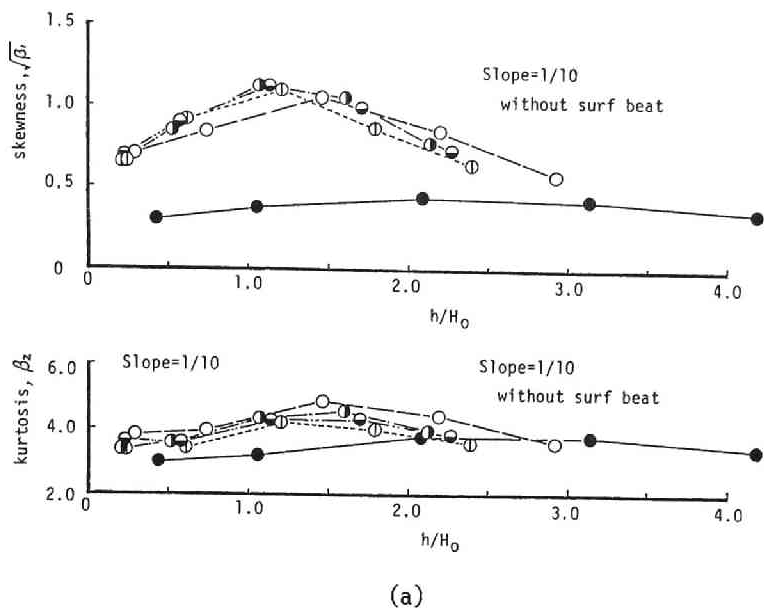 1.5
1.0
0.5
0
skewness, √β₁
Slope=1/10
without surf beat
0
1.0
2.0
3.0
4.0
h/H₀
6.0
4.0
2.0
kurtosis, β₂
Slope=1/10
Slope=1/10
without surf beat
0
1.0
2.0
3.0
4.0
h/H₀
(a)